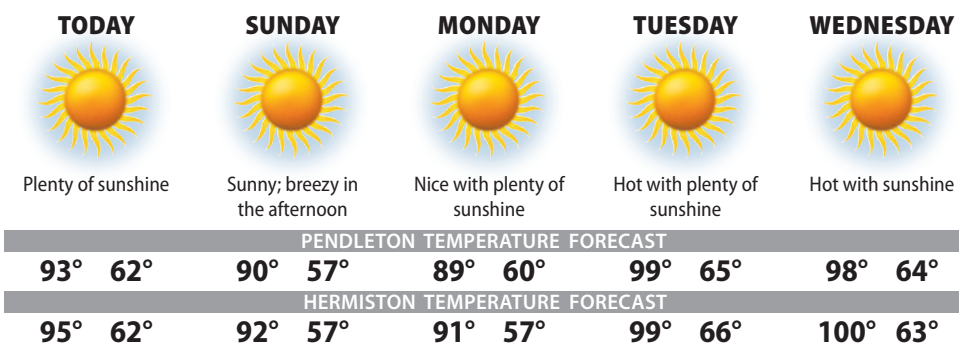 TODAY SUNDAY MONDAY TUESDAY WEDNESDAY
Plenty of sunshine
Sunny; breezy in
the afternoon
Nice with plenty of
sunshine
Hot with plenty of
sunshine
Hot with sunshine
PENDLETON TEMPERATURE FORECAST
93° 62° 90° 57° 89° 60° 99° 65° 98° 64°
HERMISTON TEMPERATURE FORECAST
95° 62° 92° 57° 91° 57° 99° 66° 100° 63°